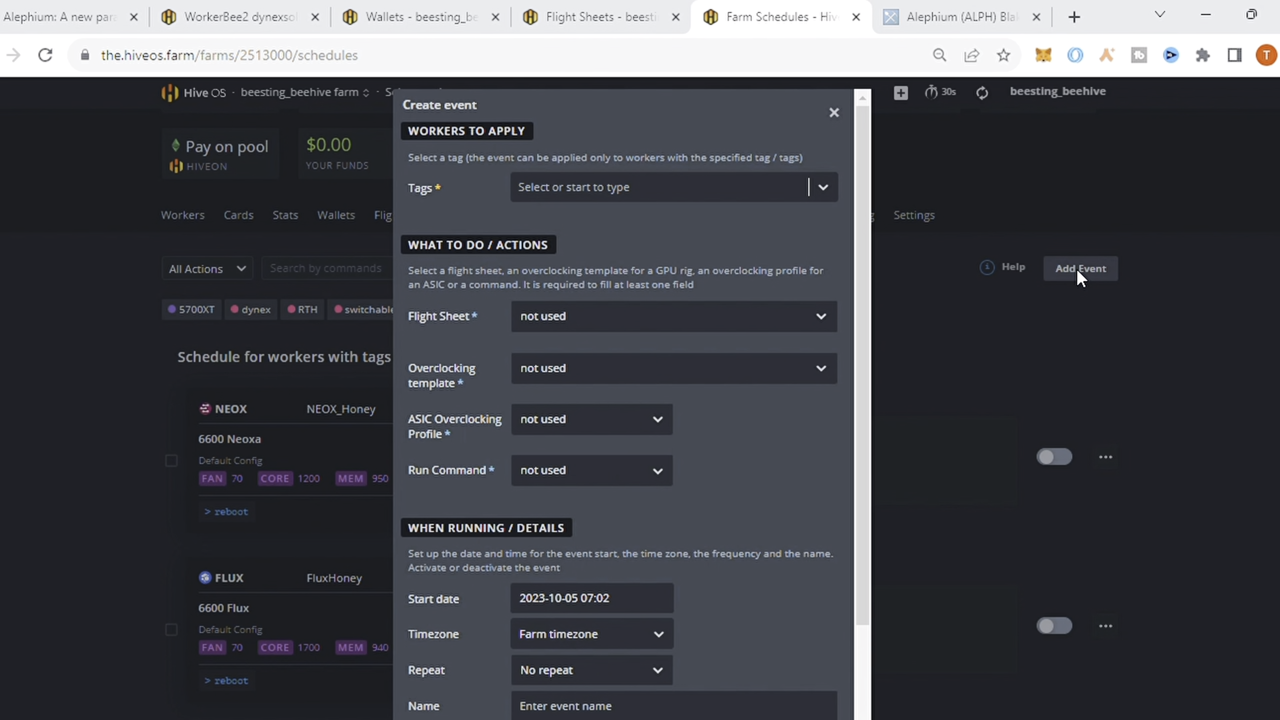 Alephium: A new par
WorkerBee2 dynexsol
Wallets - beesting_be
Flight Sheets - beesti
Farm Schedules - Hiv
Alephium (ALPH) Bla
the.hiveos.farm/farms/2513000/schedules
T
Hive OS · beesting_beehive farm
30s
beesting_beehive
Pay on pool
HIVEON
$0.00
YOUR FUNDS
Workers Cards Stats Wallets Flig
Settings
All Actions
Search by commands
Help
Add Event
5700XT dynex RTH switchable
Schedule for workers with tags
NEOX NEOX_Honey
6600 Neoxa
Default Config
FAN 70 CORE 1200 MEM 950
> reboot
FLUX FluxHoney
6600 Flux
Default Config
FAN 70 CORE 1700 MEM 940
> reboot
Create event
WORKERS TO APPLY
Select a tag (the event can be applied only to workers with the specified tag / tags)
Tags * Select or start to type
WHAT TO DO / ACTIONS
Select a flight sheet, an overclocking template for a GPU rig, an overclocking profile for
an ASIC or a command. It is required to fill at least one field
Flight Sheet * not used
Overclocking
template *
not used
ASIC Overclocking
Profile *
not used
Run Command * not used
WHEN RUNNING / DETAILS
Set up the date and time for the event start, the time zone, the frequency and the name.
Activate or deactivate the event
Start date 2023-10-05 07:02
Timezone Farm timezone
Repeat No repeat
Name Enter event name